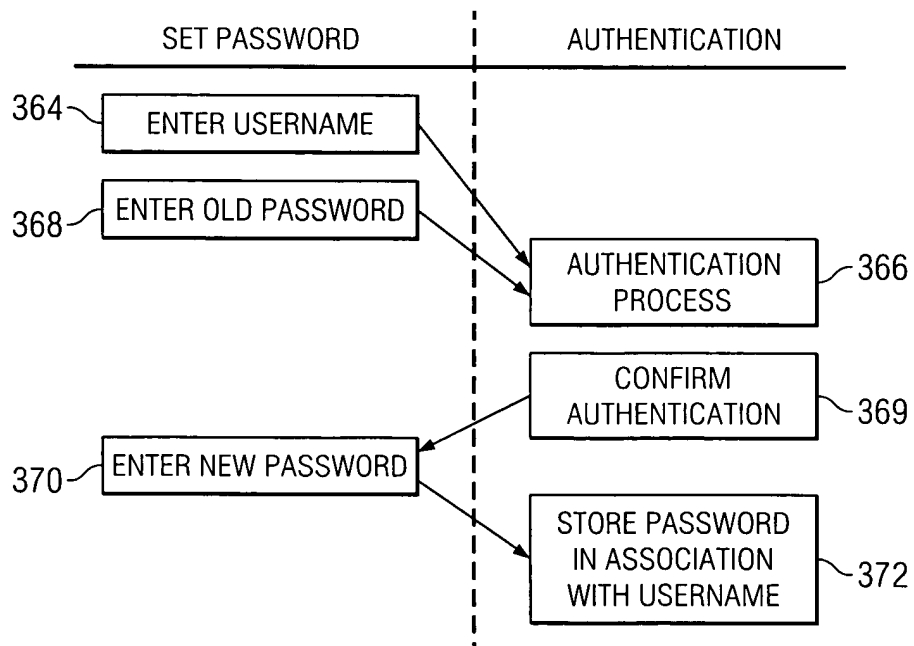 SET PASSWORD
AUTHENTICATION
364
ENTER USERNAME
368
ENTER OLD PASSWORD
AUTHENTICATION
PROCESS
366
CONFIRM
AUTHENTICATION
369
370
ENTER NEW PASSWORD
STORE PASSWORD
IN ASSOCIATION
WITH USERNAME
372